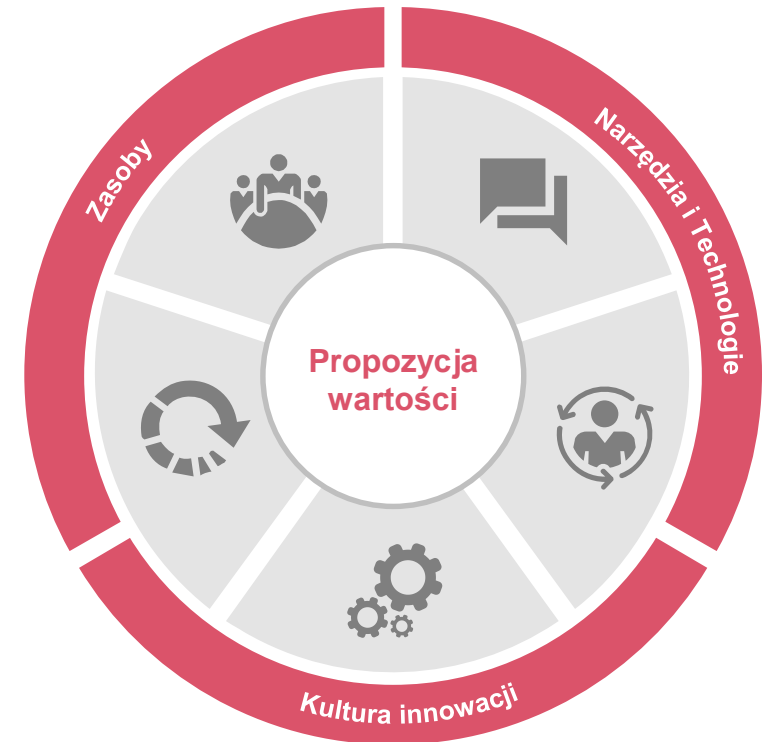 Zasoby
Narzędzia i Technologie
Propozycja
wartości
Kultura innowacji